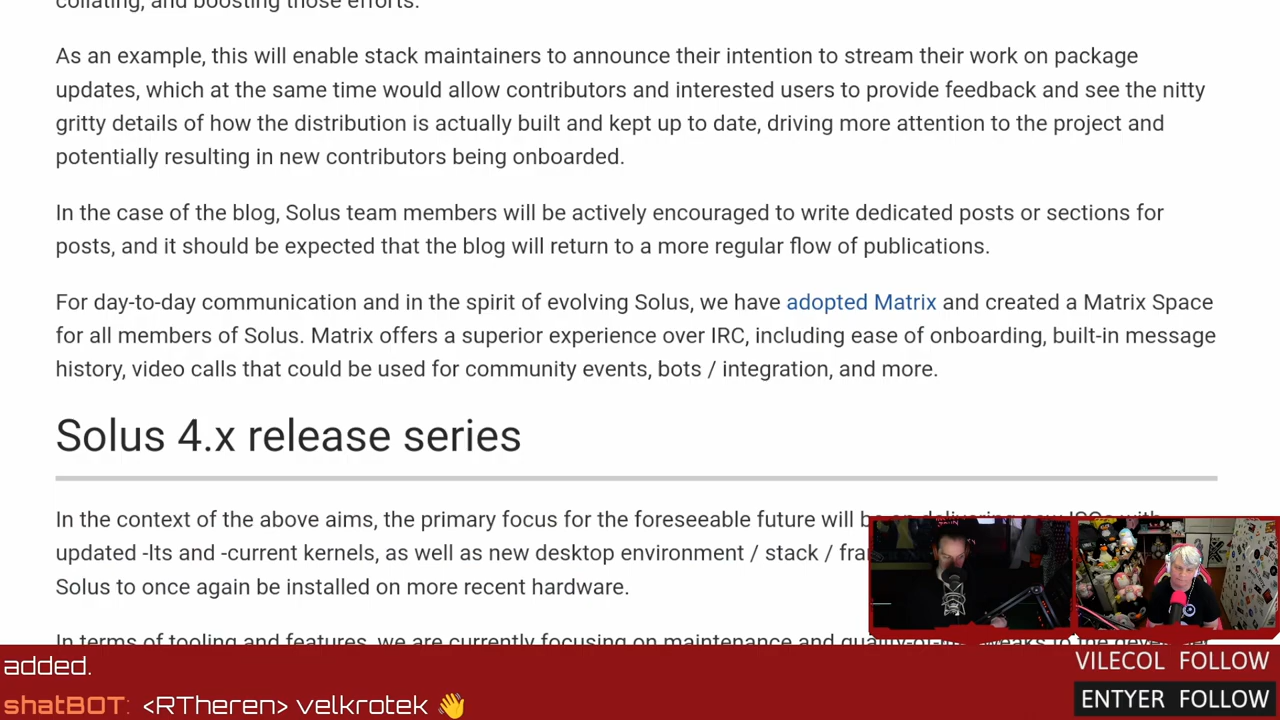 collating, and boosting those efforts.
As an example, this will enable stack maintainers to announce their intention to stream their work on package
updates, which at the same time would allow contributors and interested users to provide feedback and see the nitty
gritty details of how the distribution is actually built and kept up to date, driving more attention to the project and
potentially resulting in new contributors being onboarded.
In the case of the blog, Solus team members will be actively encouraged to write dedicated posts or sections for
posts, and it should be expected that the blog will return to a more regular flow of publications.
For day-to-day communication and in the spirit of evolving Solus, we have adopted Matrix and created a Matrix Space
for all members of Solus. Matrix offers a superior experience over IRC, including ease of onboarding, built-in message
history, video calls that could be used for community events, bots / integration, and more.
Solus 4.x release series
In the context of the above aims, the primary focus for the foreseeable future will be on delivering new ISOs with
updated -lts and -current kernels, as well as new desktop environment / stack /
Solus to once again be installed on more recent hardware.
In terms of tooling and features, we are currently focusing on maintenance and
added.
shatBOT: <RTheren> velkrotek 👋
VILECOL FOLLOW
ENTYER FOLLOW